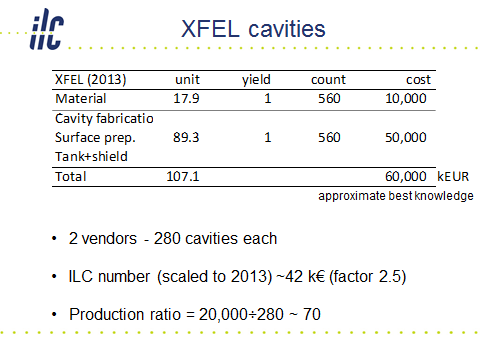 ilc
XFEL cavities
XFEL (2013) unit yield count cost
Material 17.9 1 560 10,000
Cavity fabricatio
Surface prep. 89.3 1 560 50,000
Tank+shield
Total 107.1 60,000 kEUR
approximate best knowledge
• 2 vendors - 280 cavities each
• ILC number (scaled to 2013) ~42 k€ (factor 2.5)
• Production ratio = 20,000÷280 ~ 70